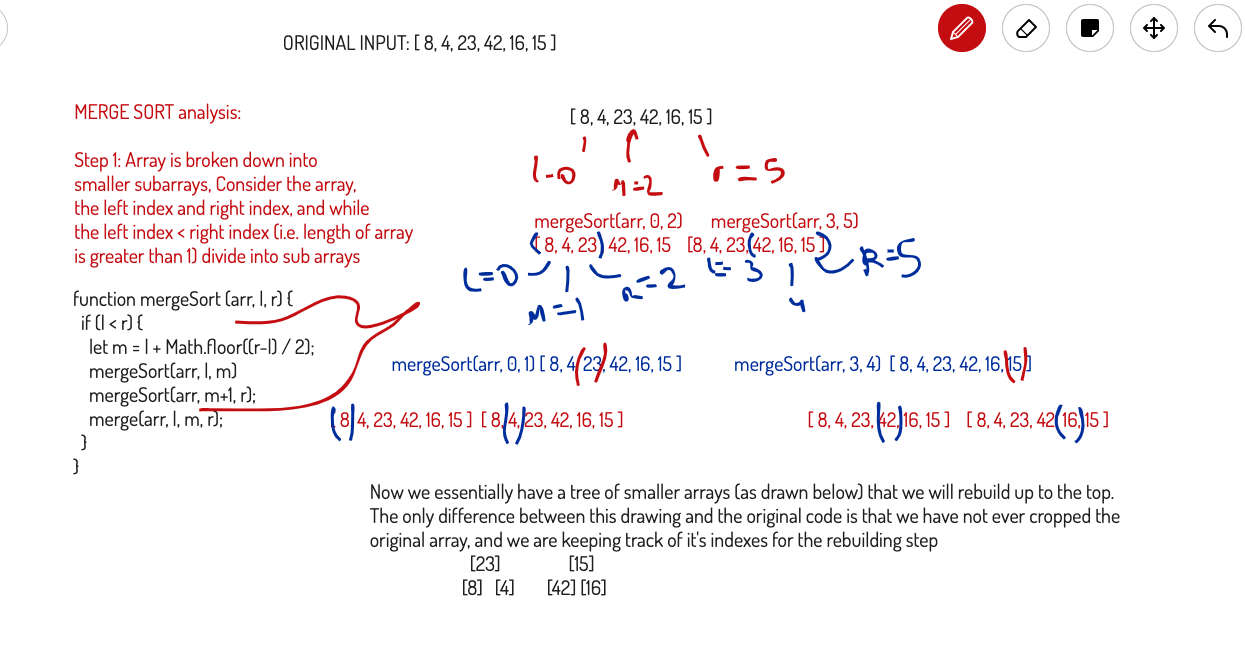 ORIGINAL INPUT: [ 8, 4, 23, 42, 16, 15 ]
MERGE SORT analysis:
Step 1: Array is broken down into
smaller subarrays, Consider the array,
the left index and right index, and while
the left index < right index (i.e. length of array
is greater than 1) divide into sub arrays
function mergeSort (arr, l, r) {
if (l < r) {
let m = l + Math.floor((r-l) / 2);
mergeSort(arr, l, m)
mergeSort(arr, m+1, r);
merge(arr, l, m, r);
}
}
[ 8, 4, 23, 42, 16, 15 ]
l-0 M=2 r=5
mergeSort(arr, 0, 2) mergeSort(arr, 3, 5)
[ 8, 4, 23) 42, 16, 15 [8, 4, 23,(42, 16, 15 ])
L=0 M=1 R=2 L=3 4 R=5
mergeSort(arr, 0, 1) [ 8, 4(23), 42, 16, 15 ] mergeSort(arr, 3, 4) [ 8, 4, 23, 42, 16,(15)]
(8) 4, 23, 42, 16, 15 ] [ 8,(4,)23, 42, 16, 15 ] [ 8, 4, 23,(42,)16, 15 ] [ 8, 4, 23, 42(16,)15 ]
Now we essentially have a tree of smaller arrays (as drawn below) that we will rebuild up to the top.
The only difference between this drawing and the original code is that we have not ever cropped the
original array, and we are keeping track of it's indexes for the rebuilding step
[23] [15]
[8] [4] [42] [16]